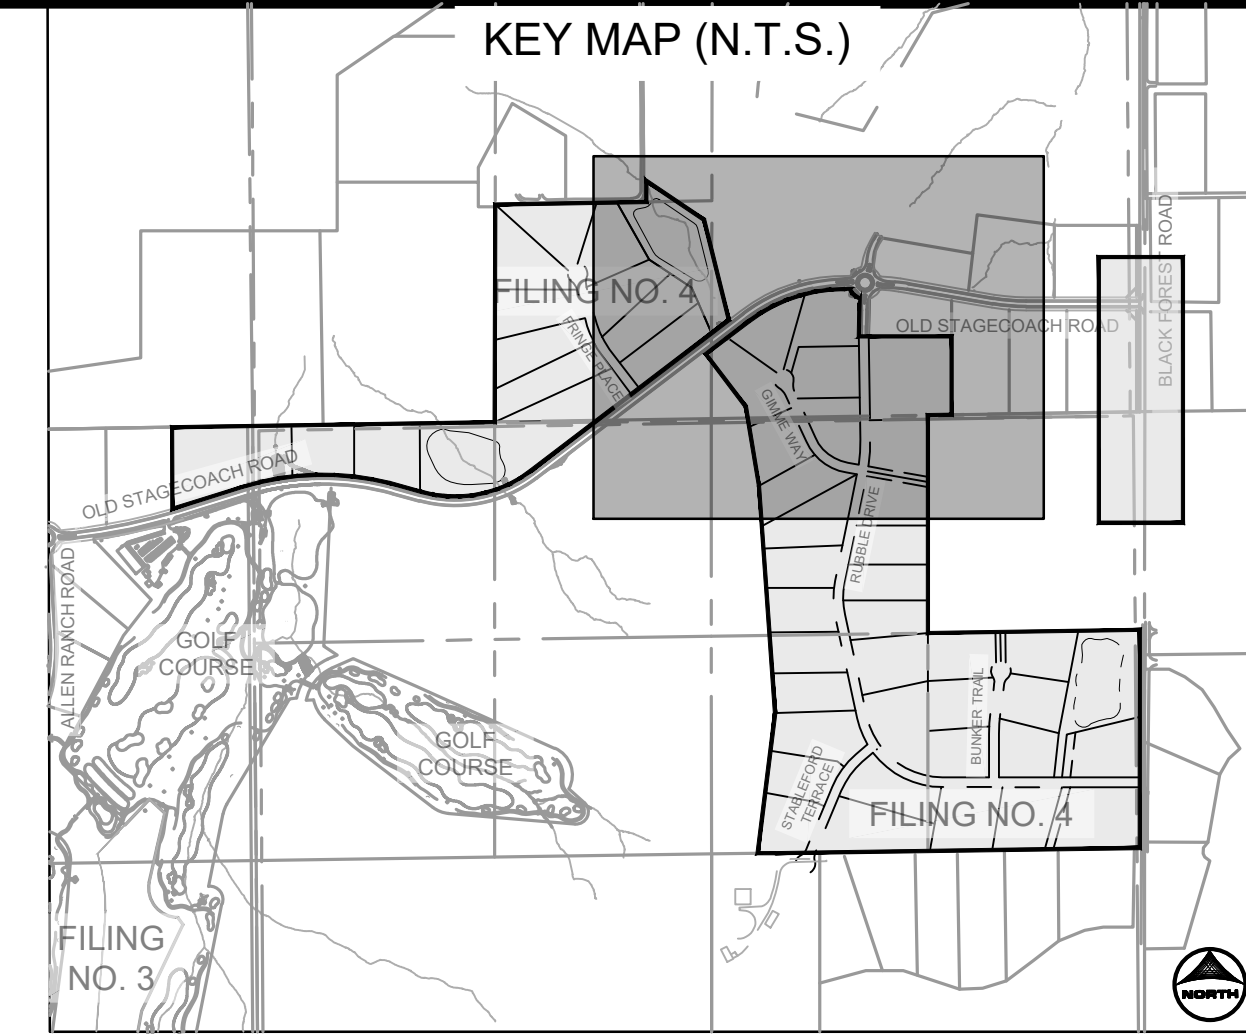 KEY MAP (N.T.S.)
BLACK FOREST ROAD
FILING NO. 4
OLD STAGECOACH ROAD
FRINGE PLACE
GIMME WAY
OLD STAGECOACH ROAD
RUBBLE DRIVE
ALLEN RANCH ROAD
GOLF
COURSE
BUNKER TRAIL
GOLF
COURSE
STABLEFORD
TERRACE
FILING NO. 4
FILING
NO. 3
NORTH